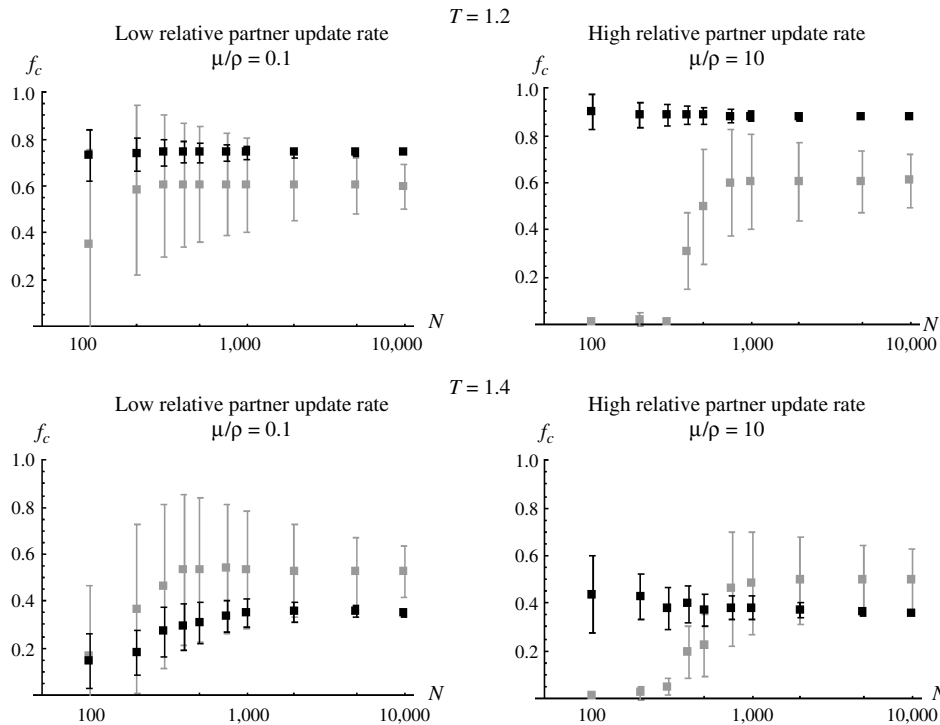 T = 1.2
Low relative partner update rate
μ/ρ = 0.1
f_c
1.0
0.8
0.6
0.4
0.2
100
1,000
10,000
N
High relative partner update rate
μ/ρ = 10
f_c
1.0
0.8
0.6
0.4
0.2
100
1,000
10,000
N
T = 1.4
Low relative partner update rate
μ/ρ = 0.1
f_c
1.0
0.8
0.6
0.4
0.2
100
1,000
10,000
N
High relative partner update rate
μ/ρ = 10
f_c
1.0
0.8
0.6
0.4
0.2
100
1,000
10,000
N